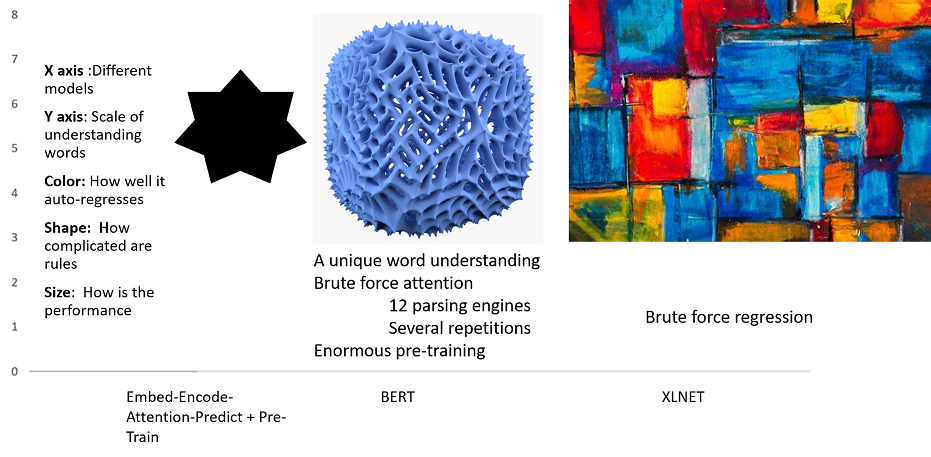 8
7
6
5
4
3
2
1
0
X axis :Different
models
Y axis: Scale of
understanding
words
Color: How well it
auto-regresses
Shape:  How
complicated are
rules
Size:  How is the
performance
A unique word understanding
Brute force attention
12 parsing engines
Several repetitions
Enormous pre-training
Brute force regression
Embed-Encode-
Attention-Predict + Pre-
Train
BERT
XLNET